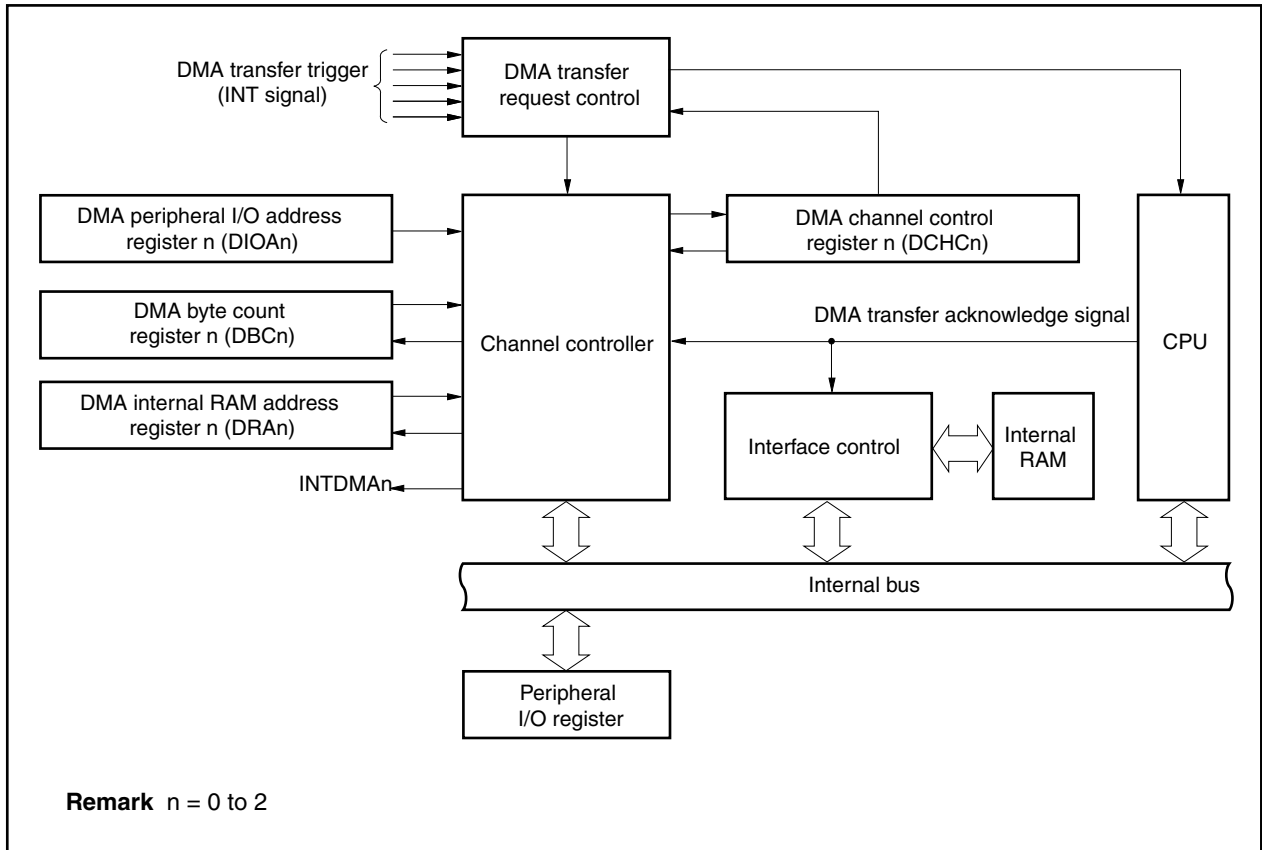 DMA transfer trigger
(INT signal)
DMA transfer
request control
DMA peripheral I/O address
register n (DIOAn)
DMA channel control
register n (DCHCn)
DMA byte count
register n (DBCn)
Channel controller
DMA transfer acknowledge signal
CPU
DMA internal RAM address
register n (DRAn)
Interface control
Internal
RAM
INTDMAn
Internal bus
Peripheral
I/O register
Remark n = 0 to 2